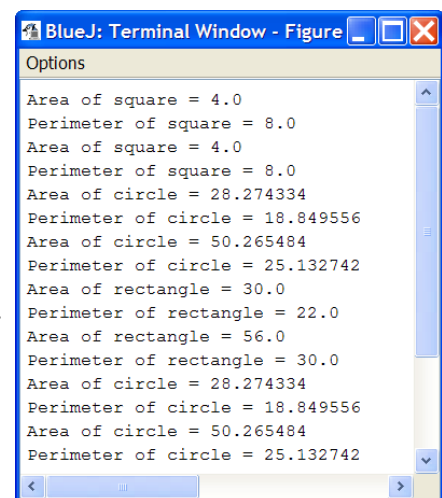 BlueJ: Terminal Window - Figure
Options
Area of square = 4.0
Perimeter of square = 8.0
Area of square = 4.0
Perimeter of square = 8.0
Area of circle = 28.274334
Perimeter of circle = 18.849556
Area of circle = 50.265484
Perimeter of circle = 25.132742
Area of rectangle = 30.0
Perimeter of rectangle = 22.0
Area of rectangle = 56.0
Perimeter of rectangle = 30.0
Area of circle = 28.274334
Perimeter of circle = 18.849556
Area of circle = 50.265484
Perimeter of circle = 25.132742